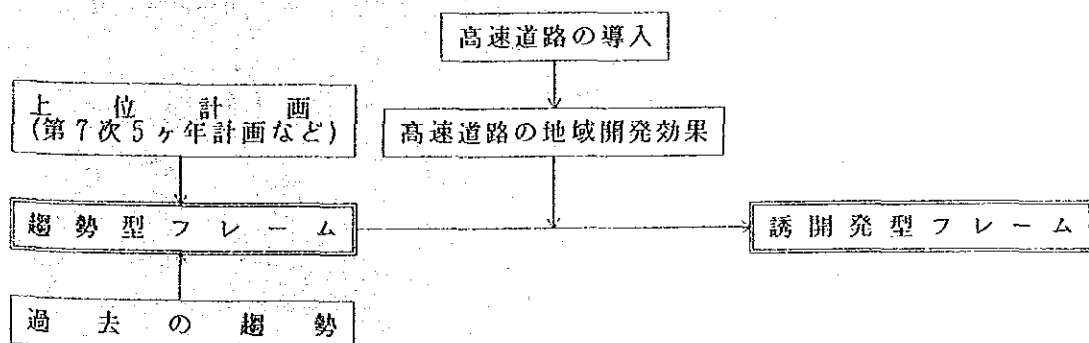 高速道路の導入
上位計画
(第7次5ヶ年計画など)
高速道路の地域開発効果
趨勢型フレーム
誘開発型フレーム
過去の趨勢